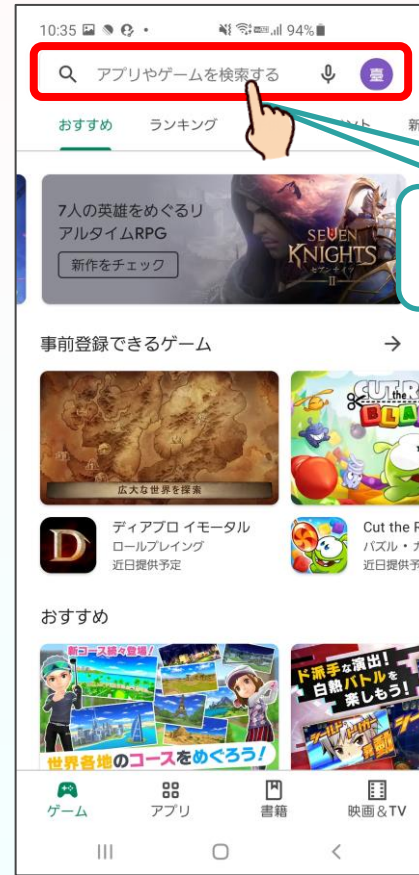 10:35 94%
アプリやゲームを検索する 臺
おすすめ ランキング 新
7人の英雄をめぐるリ
アルタイムRPG
新作をチェック
SEVEN
KNIGHTS
セブンナイツ
II
事前登録できるゲーム
広大な世界を探索
CUT the R
BLA
D
ディアブロ イモータル
ロールプレイング
近日提供予定
Cut the R
パズル・カ
近日提供予
おすすめ
新コース続々登場!
世界各地のコースをめぐろう!
ド派手な演出!
白熱バトルを
楽しもう!
ゲーム アプリ 書籍 映画&TV